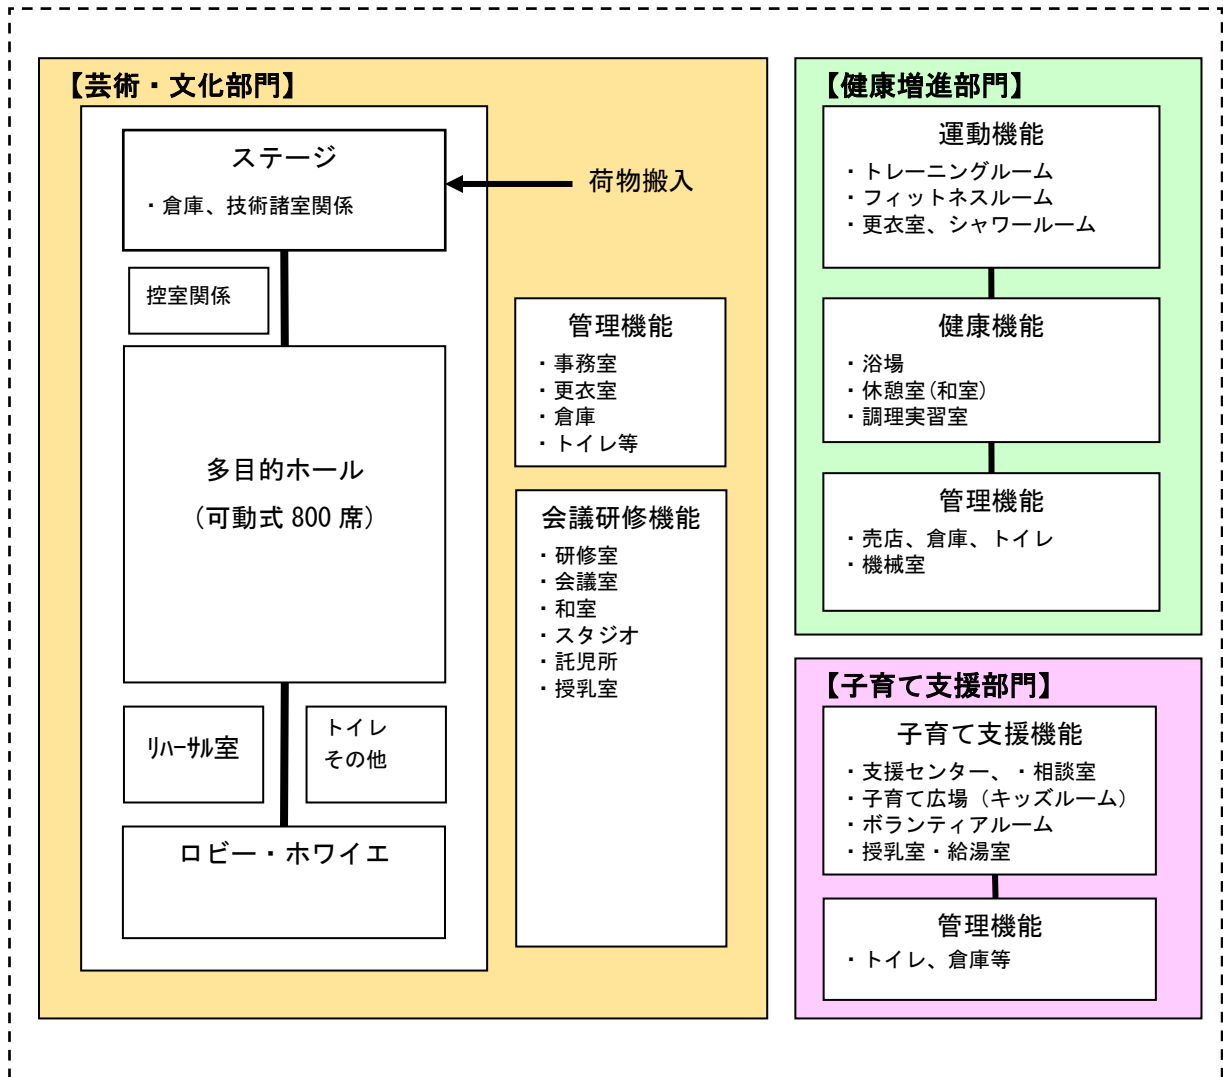 【芸術・文化部門】
ステージ
・倉庫、技術諸室関係
荷物搬入
控室関係
多目的ホール
（可動式 800 席）
ﾘﾊｰｻﾙ室
トイレ
その他
ロビー・ホワイエ
管理機能
・事務室
・更衣室
・倉庫
・トイレ等
会議研修機能
・研修室
・会議室
・和室
・スタジオ
・託児所
・授乳室
【健康増進部門】
運動機能
・トレーニングルーム
・フィットネスルーム
・更衣室、シャワールーム
健康機能
・浴場
・休憩室(和室)
・調理実習室
管理機能
・売店、倉庫、トイレ
・機械室
【子育て支援部門】
子育て支援機能
・支援センター、・相談室
・子育て広場（キッズルーム）
・ボランティアルーム
・授乳室・給湯室
管理機能
・トイレ、倉庫等